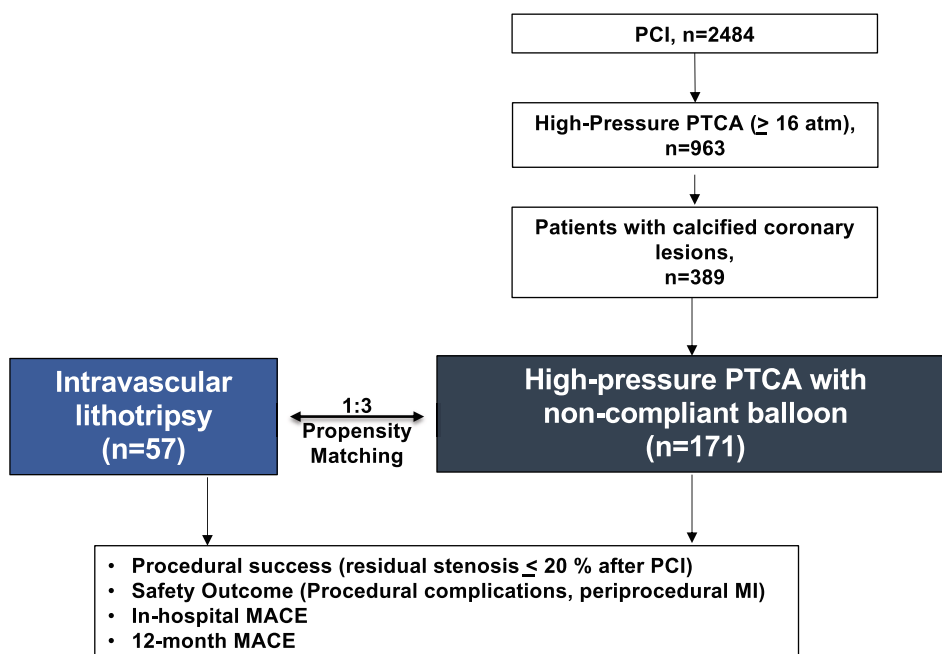 PCI, n=2484
High-Pressure PTCA (≥ 16 atm),
n=963
Patients with calcified coronary
lesions,
n=389
Intravascular
lithotripsy
(n=57)
1:3
Propensity
Matching
High-pressure PTCA with
non-compliant balloon
(n=171)
• Procedural success (residual stenosis ≤ 20 % after PCI)
• Safety Outcome (Procedural complications, periprocedural MI)
• In-hospital MACE
• 12-month MACE